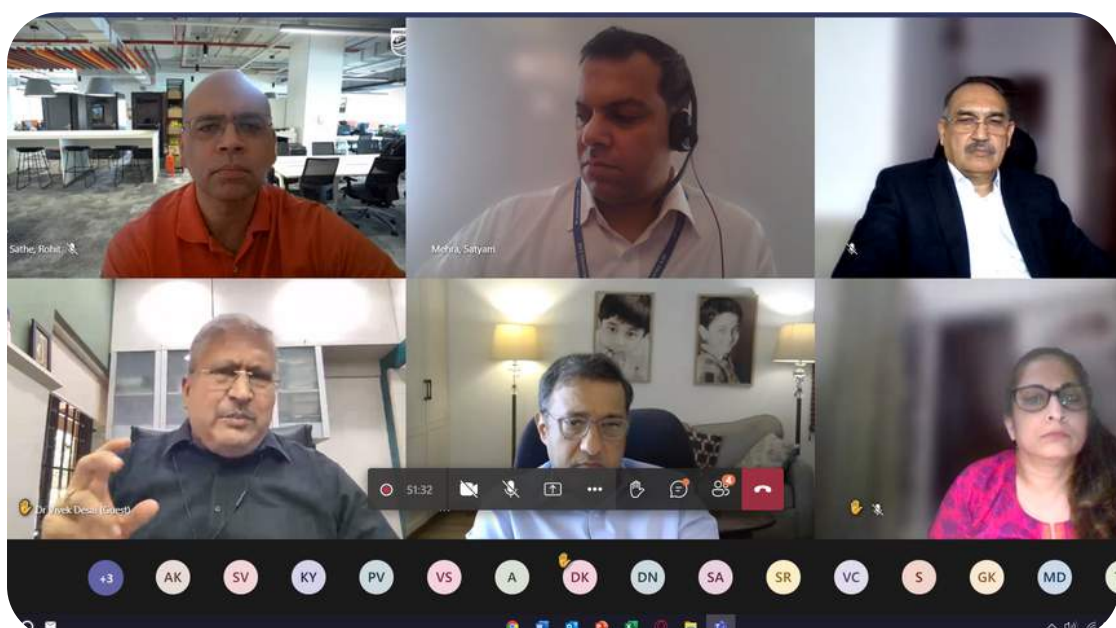 Sathe, Rohit
Mehra, Satyam
Dr Vivek Desai (Guest)
51:32
4
+3
AK
SV
KY
PV
VS
A
DK
DN
SA
SR
VC
S
GK
MD